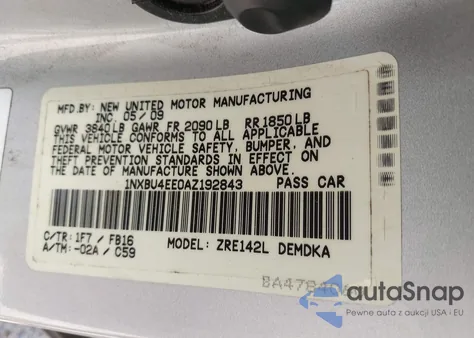 MFD.BY: NEW UNITED MOTOR MANUFACTURING
INC. 05/09
GVWR 3840LB GAWR FR 2090LB RR 1850LB
THIS VEHICLE CONFORMS TO ALL APPLICABLE
FEDERAL MOTOR VEHICLE SAFETY, BUMPER, AND
THEFT PREVENTION STANDARDS IN EFFECT ON
THE DATE OF MANUFACTURE SHOWN ABOVE.
1NXBU4EE0AZ192843 PASS CAR
C/TR: 1F7 / FB16 MODEL: ZRE142L DEMDKA
A/TM: -02A / C59
autoSnap
Pewne auto z aukcji USA i EU